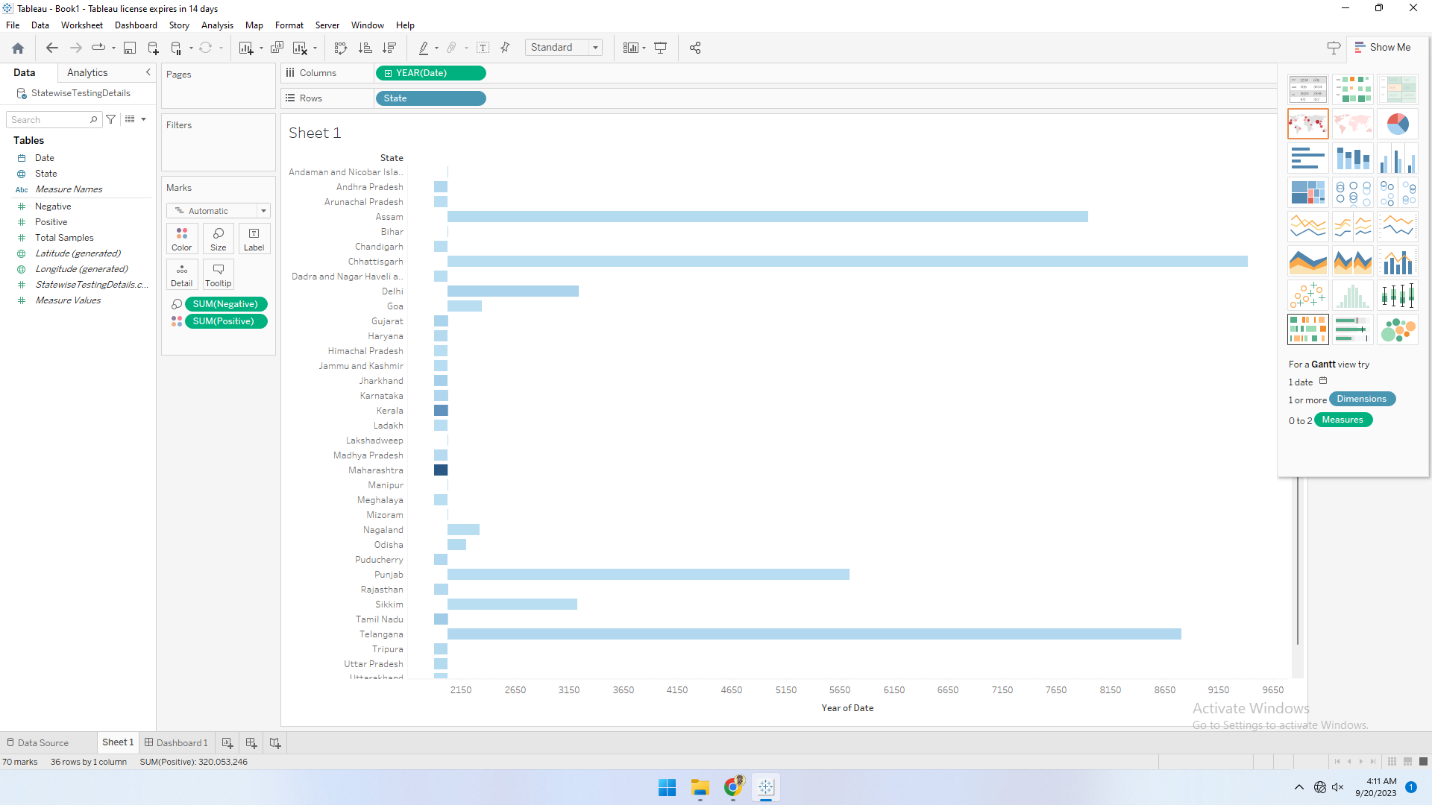 Tableau - Book1 - Tableau license expires in 14 days
File Data Worksheet Dashboard Story Analysis Map Format Server Window Help
Standard
Show Me
Data Analytics
StatewiseTestingDetails
Search
Tables
Date
State
Abc Measure Names
Negative
Positive
Total Samples
Latitude (generated)
Longitude (generated)
StatewiseTestingDetails.c...
Measure Values
Pages
Filters
Marks
Automatic
Color Size Label
Detail Tooltip
SUM(Negative)
SUM(Positive)
Columns YEAR(Date)
Rows State
Sheet 1
State
Andaman and Nicobar Isla..
Andhra Pradesh
Arunachal Pradesh
Assam
Bihar
Chandigarh
Chhattisgarh
Dadra and Nagar Haveli a..
Delhi
Goa
Gujarat
Haryana
Himachal Pradesh
Jammu and Kashmir
Jharkhand
Karnataka
Kerala
Ladakh
Lakshadweep
Madhya Pradesh
Maharashtra
Manipur
Meghalaya
Mizoram
Nagaland
Odisha
Puducherry
Punjab
Rajasthan
Sikkim
Tamil Nadu
Telangana
Tripura
Uttar Pradesh
Uttarakhand
2150 2650 3150 3650 4150 4650 5150 5650 6150 6650 7150 7650 8150 8650 9150 9650
Year of Date
For a Gantt view try
1 date
1 or more Dimensions
0 to 2 Measures
Activate Windows
Go to Settings to activate Windows.
Data Source Sheet 1 Dashboard 1
70 marks 36 rows by 1 column SUM(Positive): 320,053,246
4:11 AM
9/20/2023
1